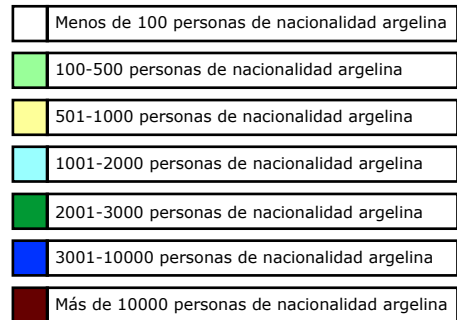 Menos de 100 personas de nacionalidad argelina
100-500 personas de nacionalidad argelina
501-1000 personas de nacionalidad argelina
1001-2000 personas de nacionalidad argelina
2001-3000 personas de nacionalidad argelina
3001-10000 personas de nacionalidad argelina
Más de 10000 personas de nacionalidad argelina